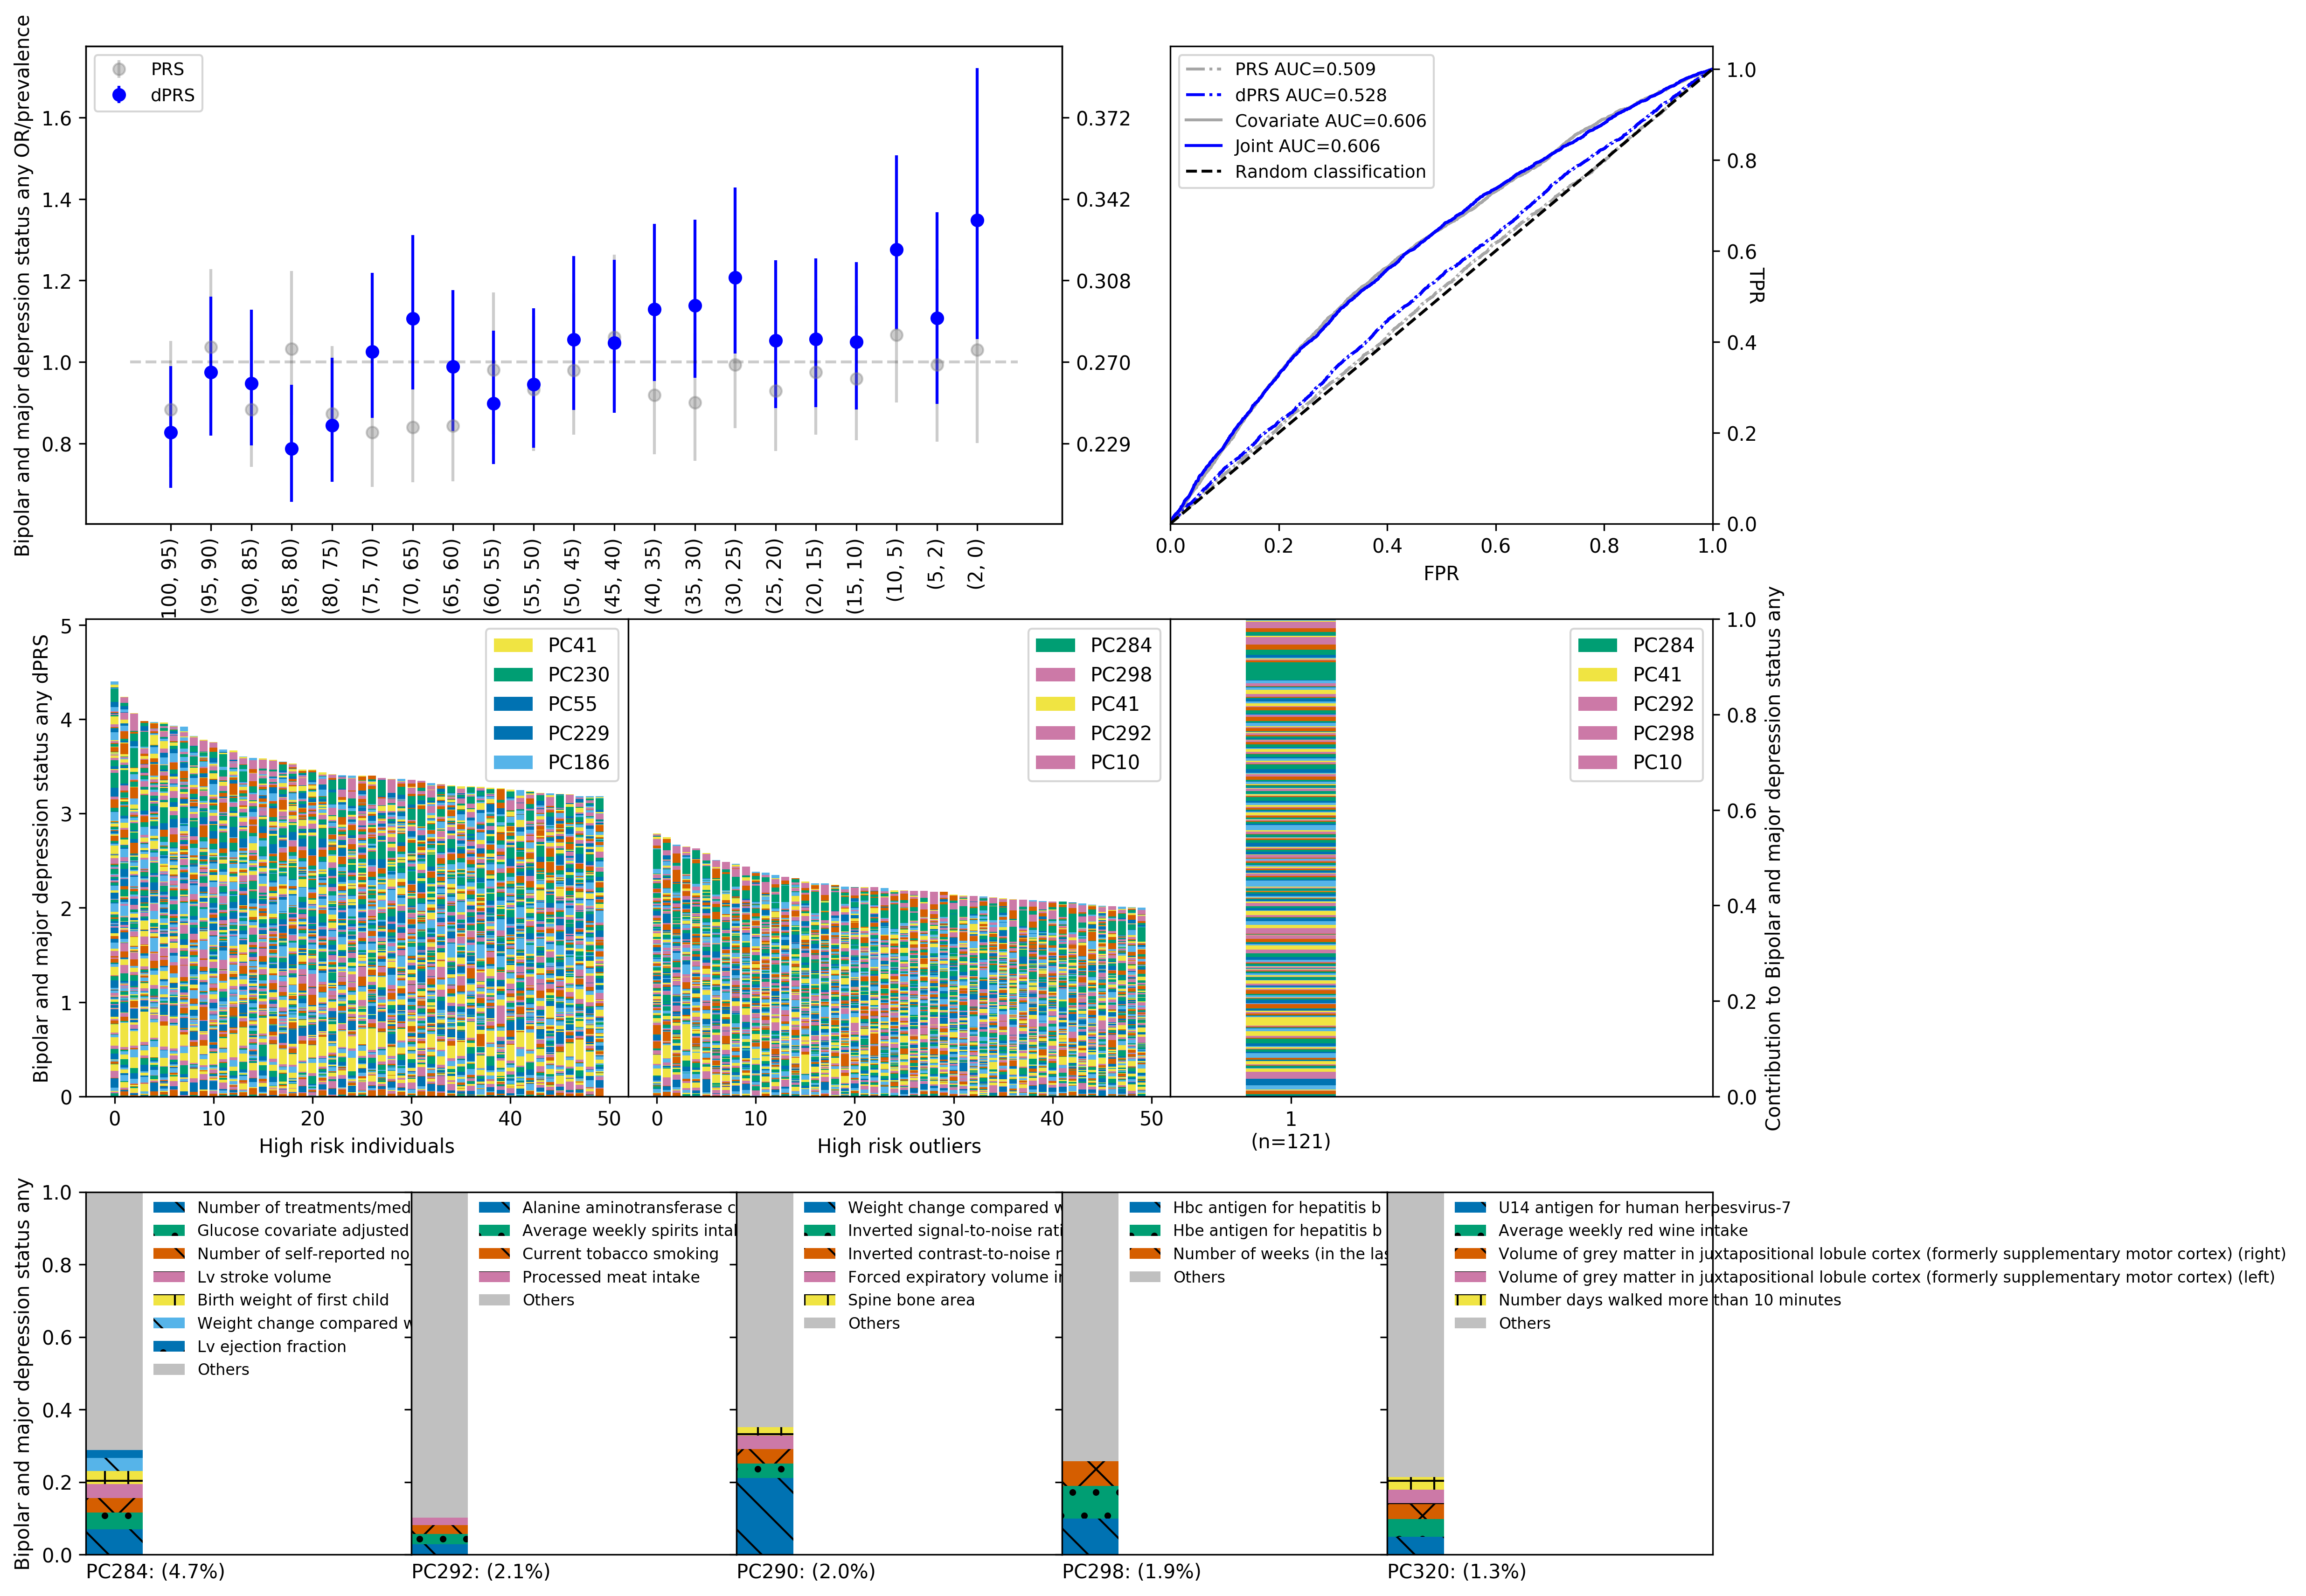 Bipolar and major depression status any OR/prevalence
PRS
dPRS
1.6
1.4
1.2
1.0
0.8
0.372
0.342
0.308
0.270
0.229
100, 95)
(95, 90)
(90, 85)
(85, 80)
(80, 75)
(75, 70)
(70, 65)
(65, 60)
(60, 55)
(55, 50)
(50, 45)
(45, 40)
(40, 35)
(35, 30)
(30, 25)
(25, 20)
(20, 15)
(15, 10)
(10, 5)
(5, 2)
(2, 0)
PRS AUC=0.509
dPRS AUC=0.528
Covariate AUC=0.606
Joint AUC=0.606
Random classification
1.0
0.8
0.6
0.4
0.2
0.0
TPR
0.0 0.2 0.4 0.6 0.8 1.0
FPR
Bipolar and major depression status any dPRS
5
4
3
2
1
0
PC41
PC230
PC55
PC229
PC186
0 10 20 30 40 50
High risk individuals
PC284
PC298
PC41
PC292
PC10
0 10 20 30 40 50
High risk outliers
PC284
PC41
PC292
PC298
PC10
1
(n=121)
1.0
0.8
0.6
0.4
0.2
0.0
Contribution to Bipolar and major depression status any
Bipolar and major depression status any
1.0
0.8
0.6
0.4
0.2
0.0
Number of treatments/med
Glucose covariate adjusted
Number of self-reported no
Lv stroke volume
Birth weight of first child
Weight change compared w
Lv ejection fraction
Others
PC284: (4.7%)
Alanine aminotransferase c
Average weekly spirits intal
Current tobacco smoking
Processed meat intake
Others
PC292: (2.1%)
Weight change compared w
Inverted signal-to-noise rati
Inverted contrast-to-noise r
Forced expiratory volume in
Spine bone area
Others
PC290: (2.0%)
Hbc antigen for hepatitis b
Hbe antigen for hepatitis b
Number of weeks (in the las
Others
PC298: (1.9%)
U14 antigen for human herpesvirus-7
Average weekly red wine intake
Volume of grey matter in juxtapositional lobule cortex (formerly supplementary motor cortex) (right)
Volume of grey matter in juxtapositional lobule cortex (formerly supplementary motor cortex) (left)
Number days walked more than 10 minutes
Others
PC320: (1.3%)